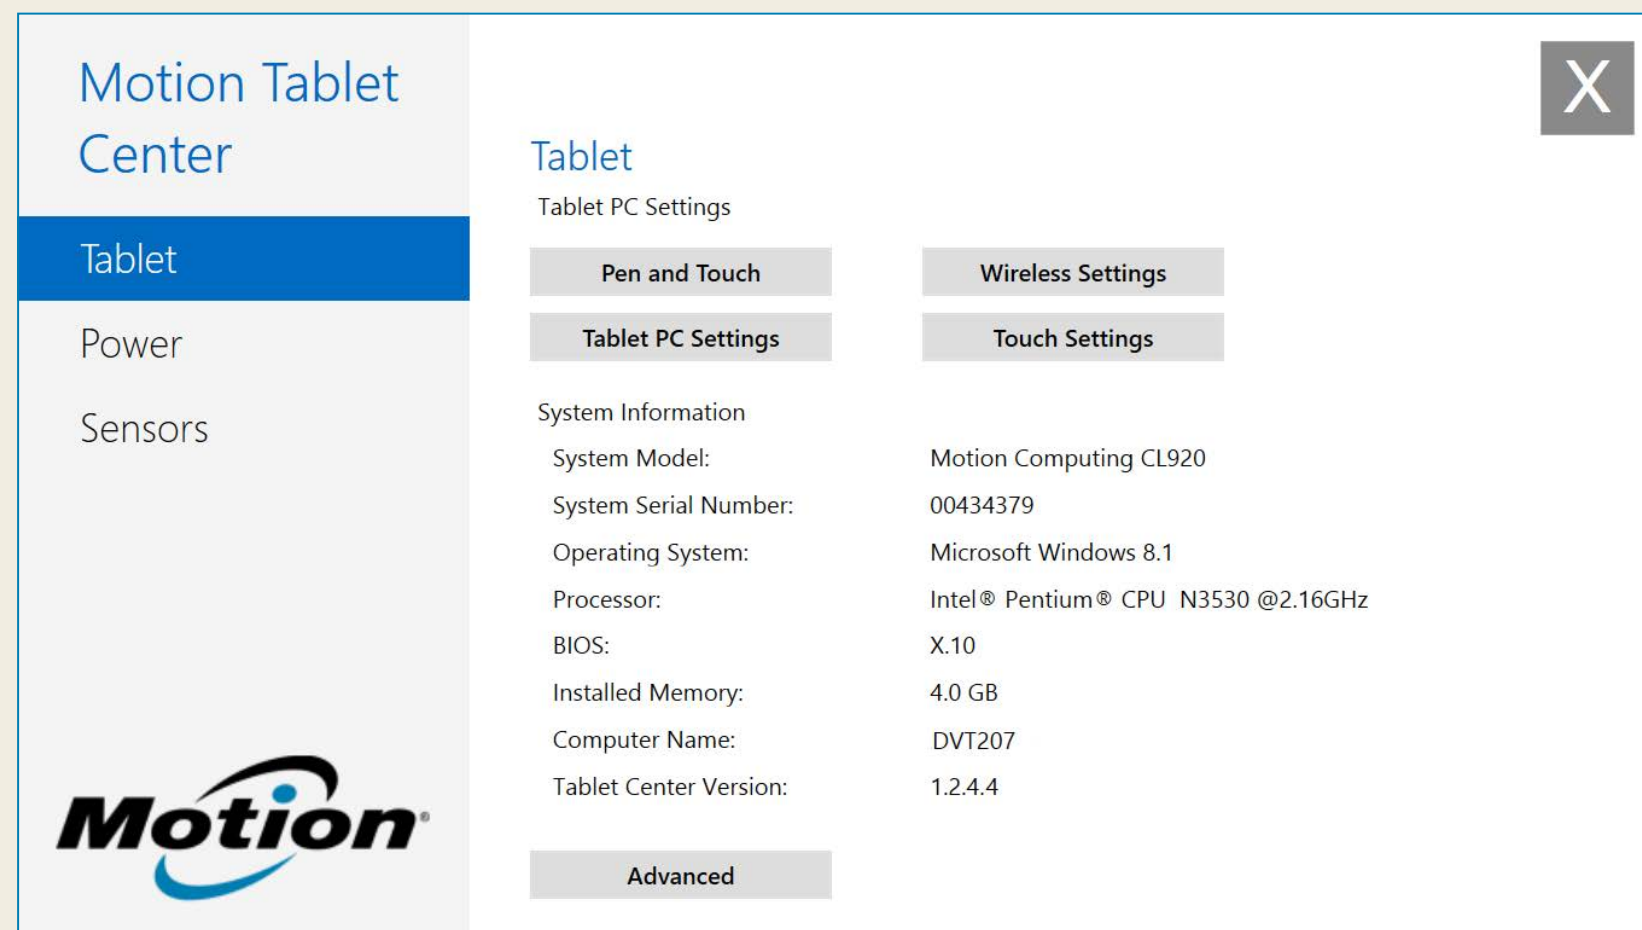 Motion Tablet
Center
Tablet
Power
Sensors
Motion®
X
Tablet
Tablet PC Settings
Pen and Touch
Wireless Settings
Tablet PC Settings
Touch Settings
System Information
System Model: Motion Computing CL920
System Serial Number: 00434379
Operating System: Microsoft Windows 8.1
Processor: Intel® Pentium® CPU N3530 @2.16GHz
BIOS: X.10
Installed Memory: 4.0 GB
Computer Name: DVT207
Tablet Center Version: 1.2.4.4
Advanced